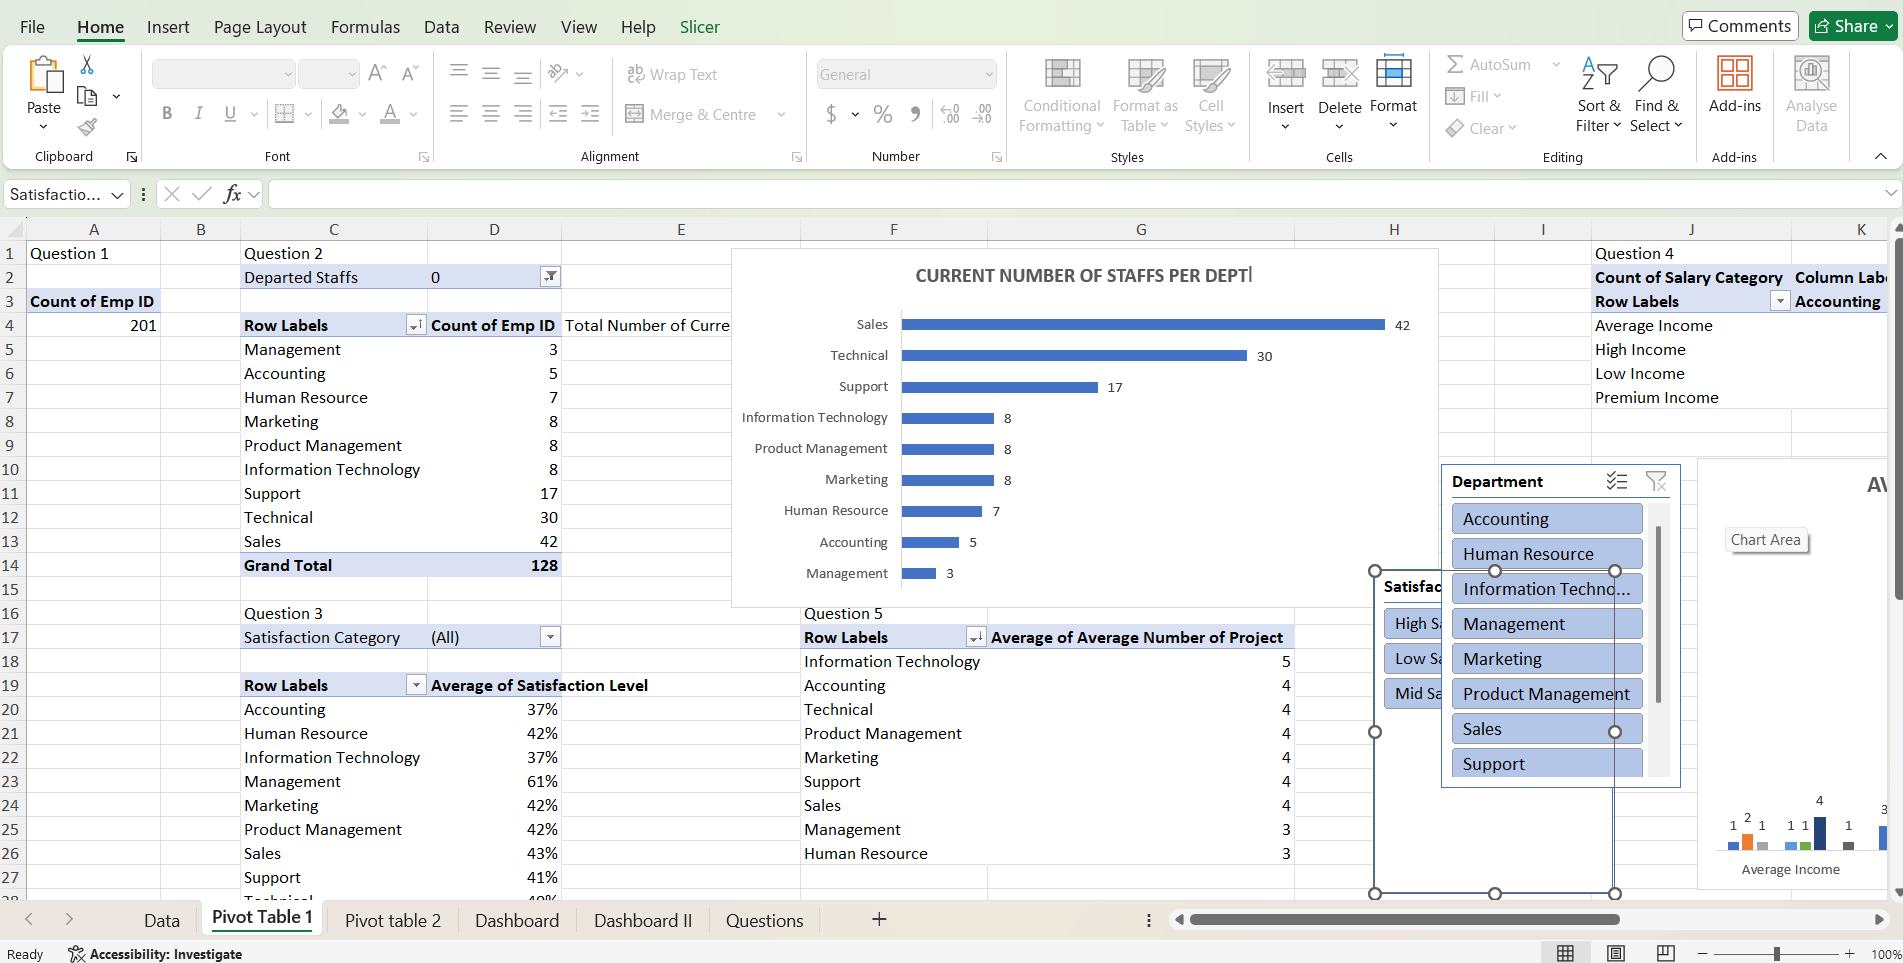 File Home Insert Page Layout Formulas Data Review View Help Slicer Comments Share
Paste Wrap Text General Conditional Format as Cell Insert Delete Format AutoSum Sort & Find & Add-ins Analyse
Merge & Centre $ % Formatting Table Styles Fill Filter Select Data
B I U Clear
Clipboard Font Alignment Number Styles Cells Editing Add-ins
Satisfactio... fx
A B C D E F G H I J K
1 Question 1 Question 2 Question 4
2 Departed Staffs 0 Count of Salary Category Column Labe
3 Count of Emp ID Row Labels Accounting
4 201 Row Labels Count of Emp ID Total Number of Curre Average Income
5 Management 3 High Income
6 Accounting 5 Low Income
7 Human Resource 7 Premium Income
8 Marketing 8
9 Product Management 8
10 Information Technology 8
11 Support 17
12 Technical 30
13 Sales 42
14 Grand Total 128
15
16 Question 3 Question 5
17 Satisfaction Category (All) Row Labels Average of Average Number of Project
18 Information Technology 5
19 Row Labels Average of Satisfaction Level Accounting 4
20 Accounting 37% Technical 4
21 Human Resource 42% Product Management 4
22 Information Technology 37% Marketing 4
23 Management 61% Support 4
24 Marketing 42% Sales 4
25 Product Management 42% Management 3
26 Sales 43% Human Resource 3
27 Support 41%
CURRENT NUMBER OF STAFFS PER DEPT
Sales 42
Technical 30
Support 17
Information Technology 8
Product Management 8
Marketing 8
Human Resource 7
Accounting 5
Management 3
Department
Accounting
Human Resource
Information Techno...
Management
Marketing
Product Management
Sales
Support
Satisfac
High Sa
Low Sa
Mid Sa
Chart Area
1 2 1 1 1 4 1 3
Average Income
Data Pivot Table 1 Pivot table 2 Dashboard Dashboard II Questions
Ready Accessibility: Investigate 100%